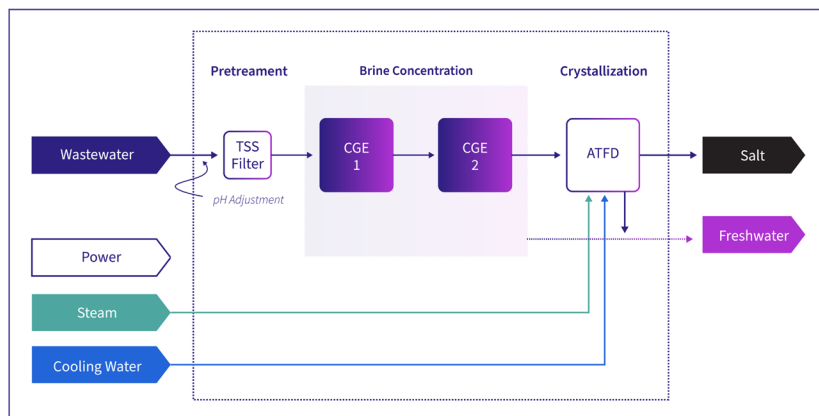 Pretreament
Brine Concentration
Crystallization
Wastewater
TSS
Filter
CGE
1
CGE
2
ATFD
Salt
pH Adjustment
Freshwater
Power
Steam
Cooling Water